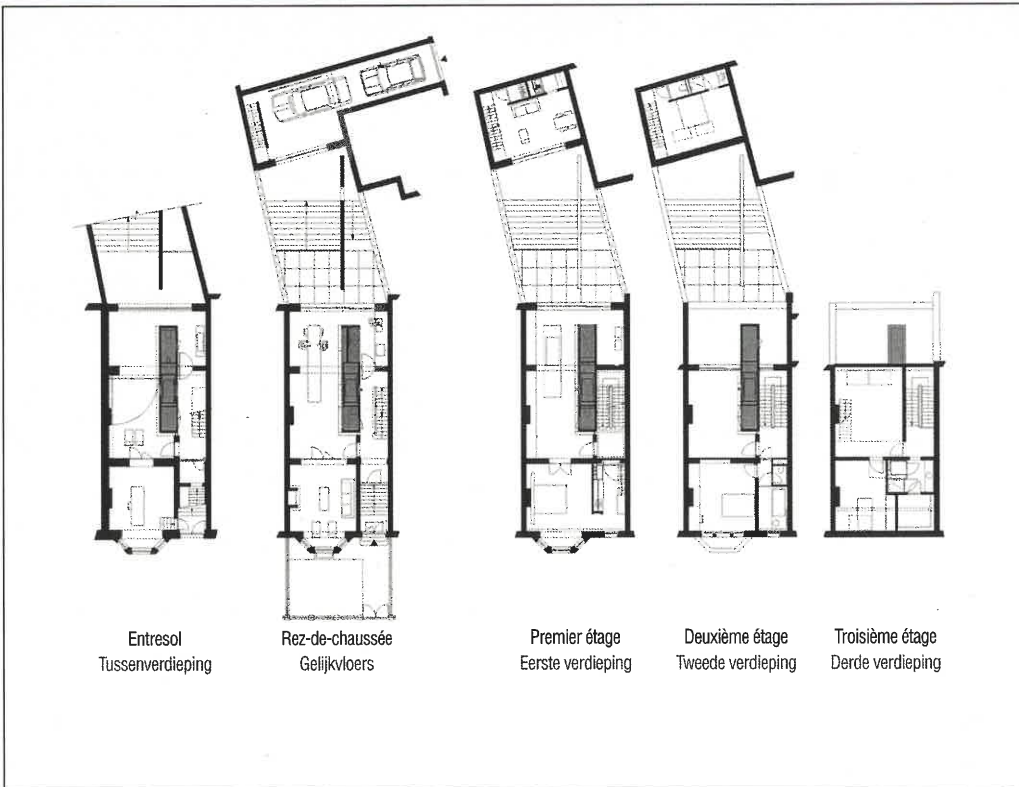 Entresol
Tussenverdieping
Rez-de-chaussée
Gelijkvloers
Premier étage
Eerste verdieping
Deuxième étage
Tweede verdieping
Troisième étage
Derde verdieping